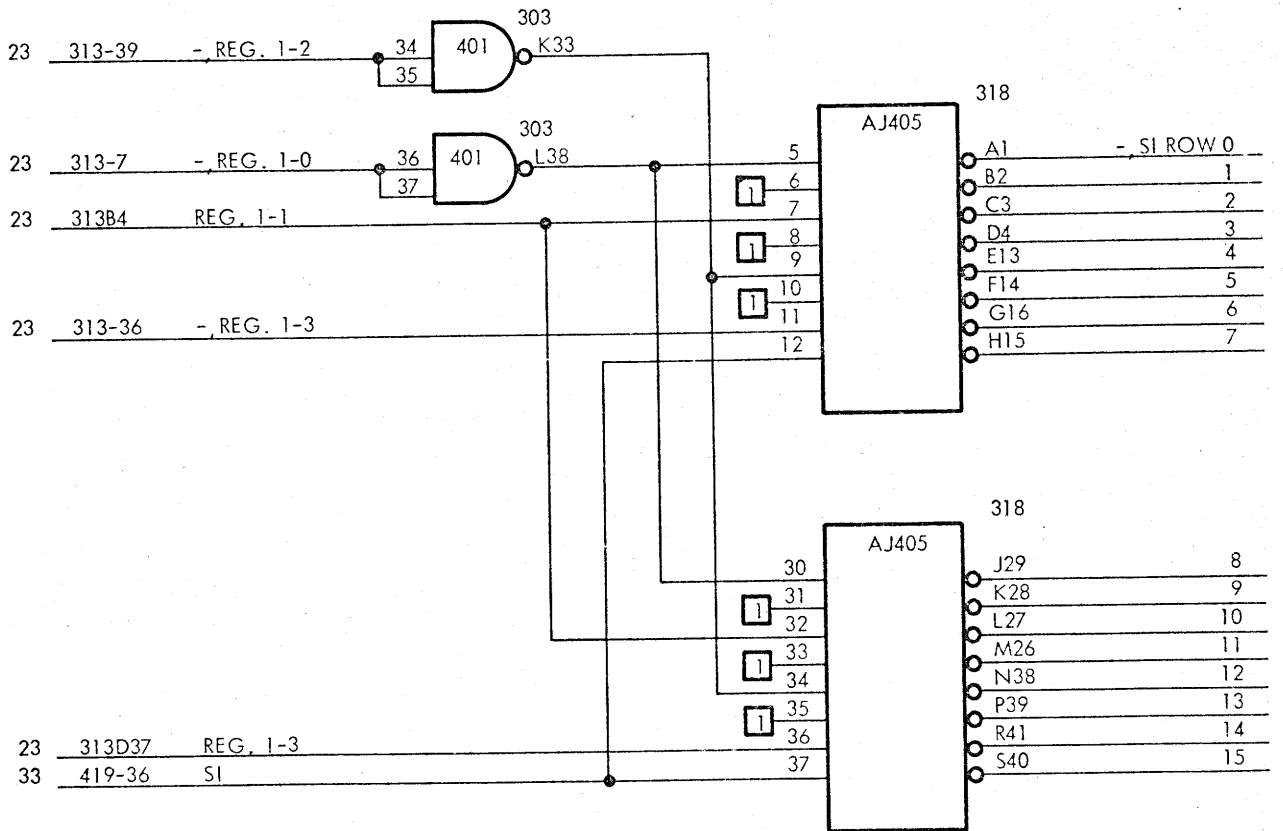 303
23 313-39 -, REG. 1-2 34 401 K33
35
318
AJ405
303
23 313-7 -, REG. 1-0 36 401 L38 5 A1 -, SI ROW 0
37 1 6 B2 1
23 313B4 REG, 1-1 7 C3 2
1 8 D4 3
9 E13 4
1 10 F14 5
23 313-36 -, REG. 1-3 11 G16 6
12 H15 7
318
AJ405
30 J29 8
1 31 K28 9
32 L27 10
1 33 M26 11
34 N38 12
1 35 P39 13
23 313D37 REG, 1-3 36 R41 14
33 419-36 SI 37 S40 15